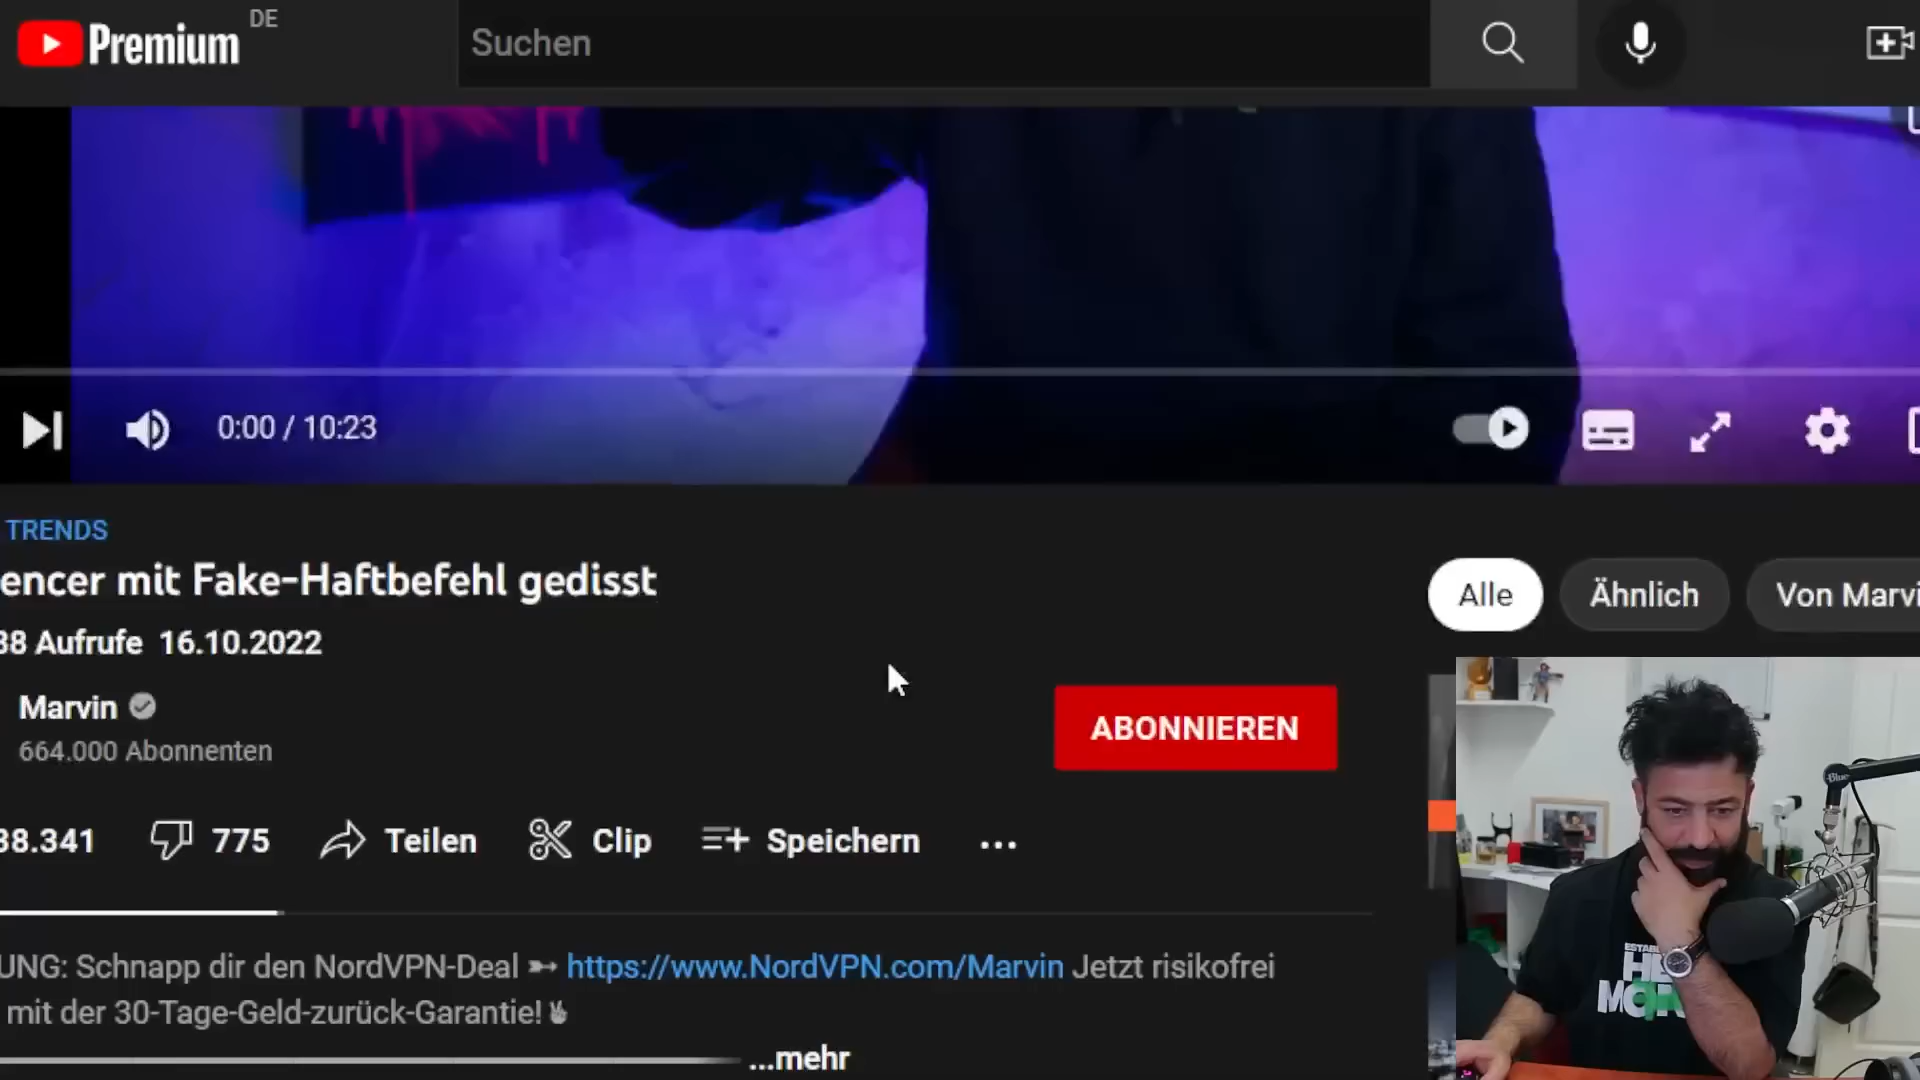 Premium DE
Suchen
0:00 / 10:23
TRENDS
encer mit Fake-Haftbefehl gedisst
38 Aufrufe 16.10.2022
Marvin
664.000 Abonnenten
ABONNIEREN
Alle
Ähnlich
Von Marvi
38.341
775
Teilen
Clip
Speichern
UNG: Schnapp dir den NordVPN-Deal ➼ https://www.NordVPN.com/Marvin Jetzt risikofrei
mit der 30-Tage-Geld-zurück-Garantie!✌
...mehr
Blue